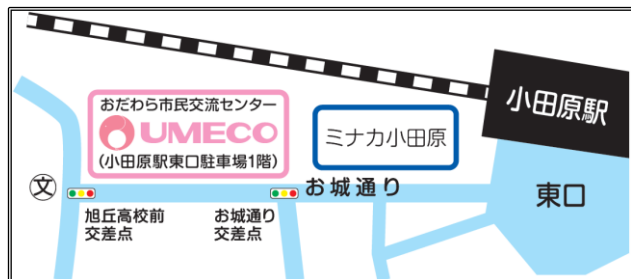 小田原駅
おだわら市民交流センター
UMECO
(小田原駅東口駐車場1階)
ミナカ小田原
文
お城通り
東口
旭丘高校前
交差点
お城通り
交差点